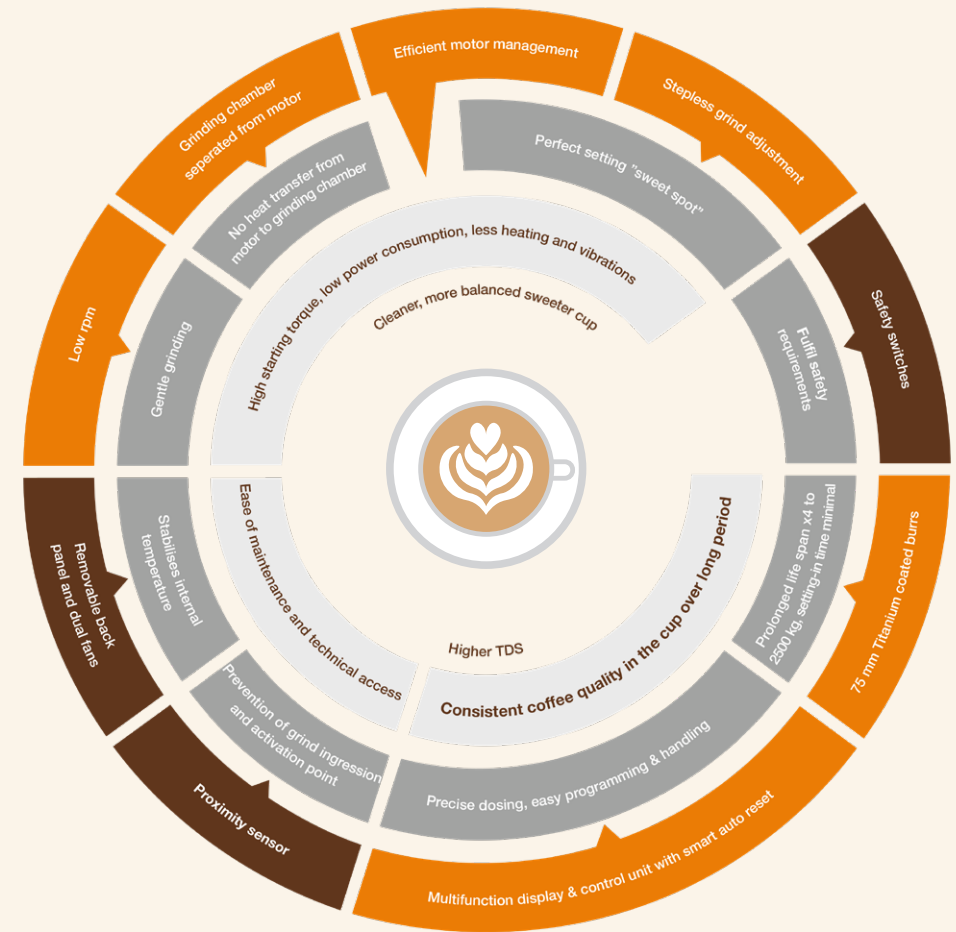 Efficient motor management
Stepless grind adjustment
Safety switches
75 mm Titanium coated burrs
Multifunction display & control unit with smart auto reset
Proximity sensor
Removable back
panel and dual fans
Low rpm
Grinding chamber
seperated from motor
Perfect setting "sweet spot"
Fulfil safety
requirements
Prolonged life span x4 to
2500 kg, setting-in time minimal
Precise dosing, easy programming & handling
Prevention of grind ingression
and activation point
Stabilises internal
temperature
Gentle grinding
No heat transfer from
motor to grinding chamber
High starting torque, low power consumption, less heating and vibrations
Cleaner, more balanced sweeter cup
Consistent coffee quality in the cup over long period
Higher TDS
Ease of maintenance and technical access